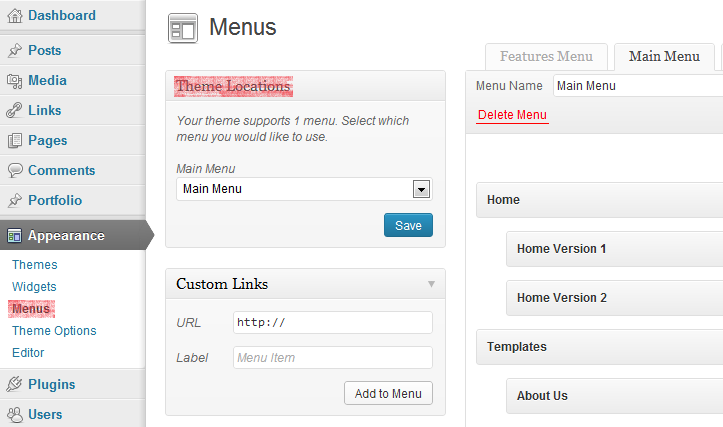 Dashboard
Posts
Media
Links
Pages
Comments
Portfolio
Appearance
Themes
Widgets
Menus
Theme Options
Editor
Plugins
Users
Menus
Theme Locations
Your theme supports 1 menu. Select which
menu you would like to use.
Main Menu
Main Menu
Save
Custom Links
URL http://
Label Menu Item
Add to Menu
Features Menu Main Menu
Menu Name Main Menu
Delete Menu
Home
Home Version 1
Home Version 2
Templates
About Us